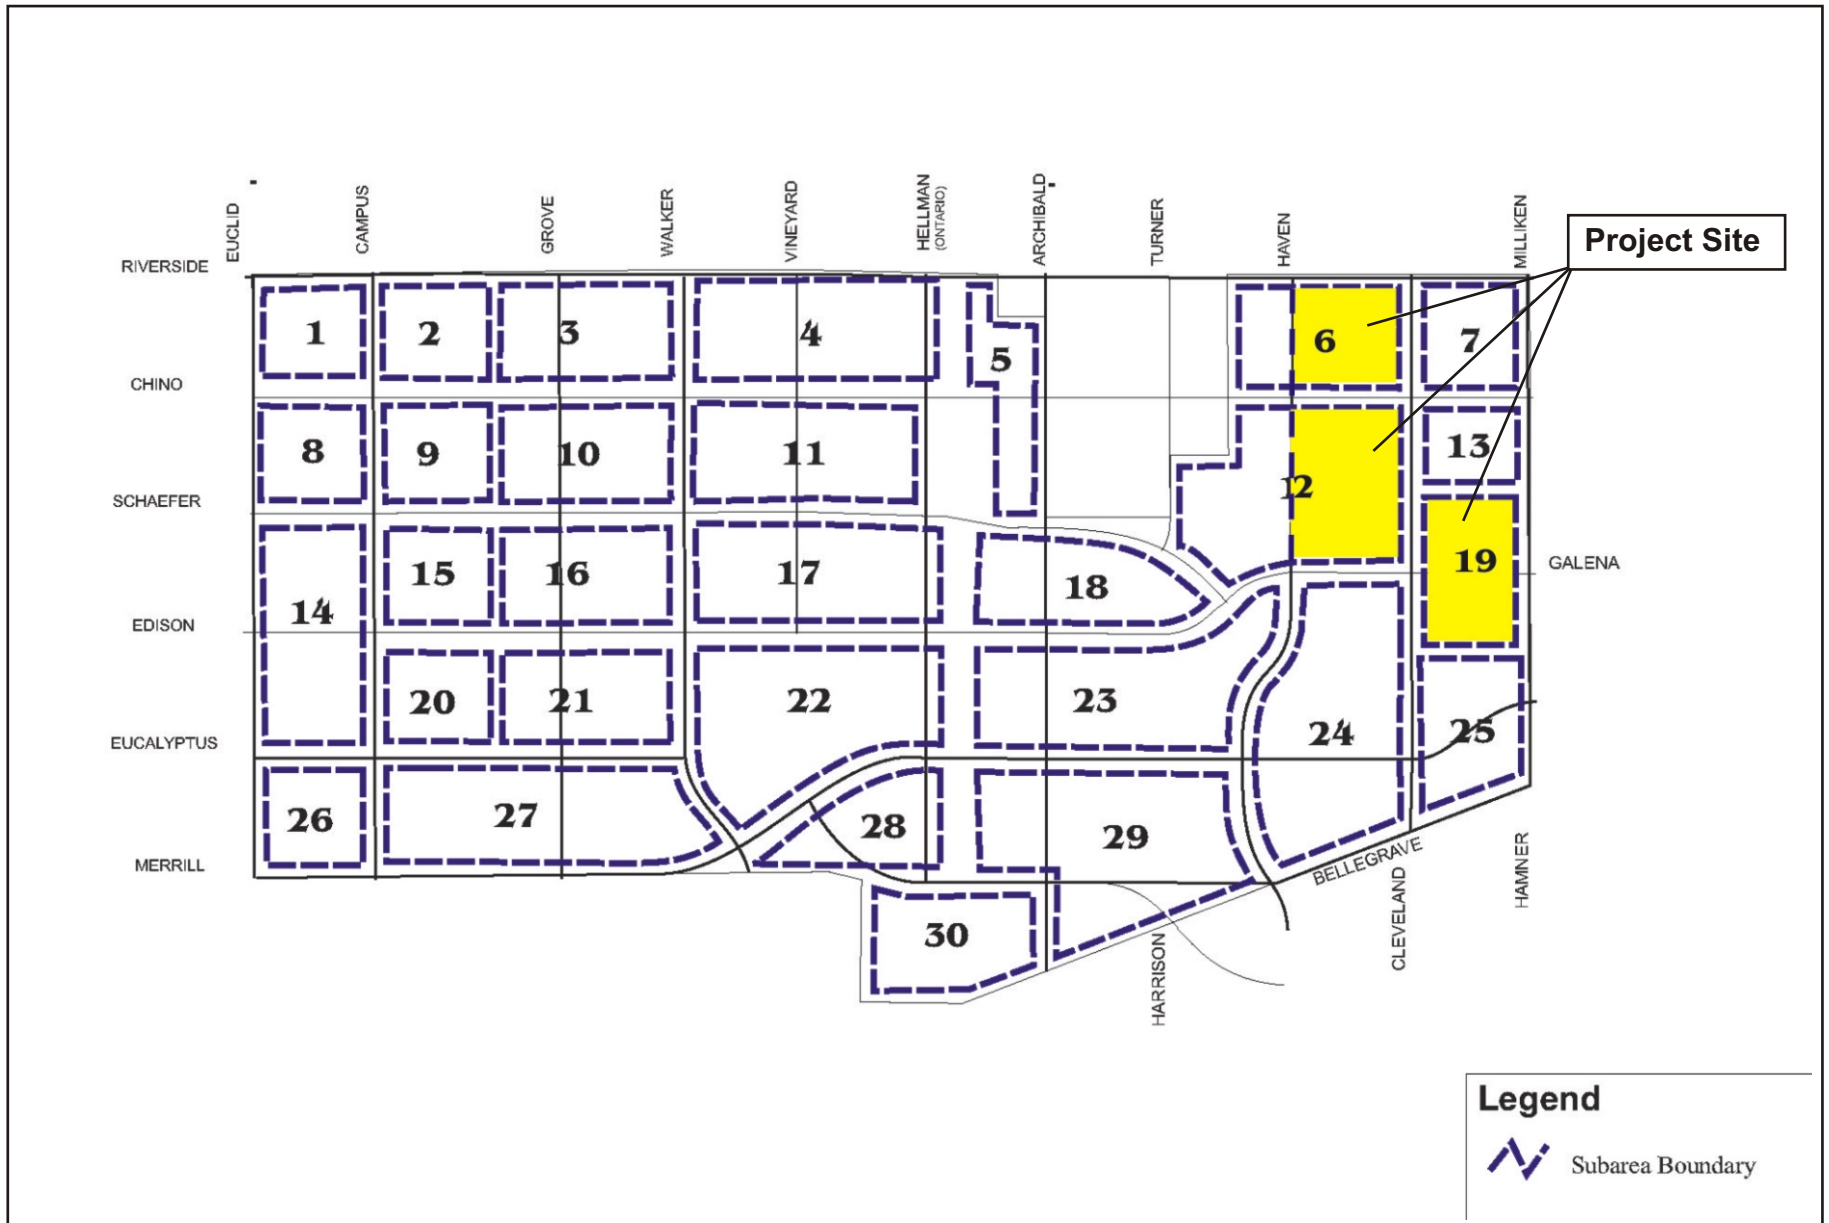 EUCLID
CAMPUS
GROVE
WALKER
VINEYARD
HELLMAN
(ONTARIO)
ARCHIBALD
TURNER
HAVEN
MILLIKEN
Project Site
RIVERSIDE
1
2
3
4
5
6
7
CHINO
8
9
10
11
12
13
SCHAEFER
14
15
16
17
18
19
GALENA
EDISON
20
21
22
23
24
25
EUCALYPTUS
26
27
28
29
MERRILL
BELLEGRAVE
CLEVELAND
HAMNER
30
HARRISON
Legend
Subarea Boundary